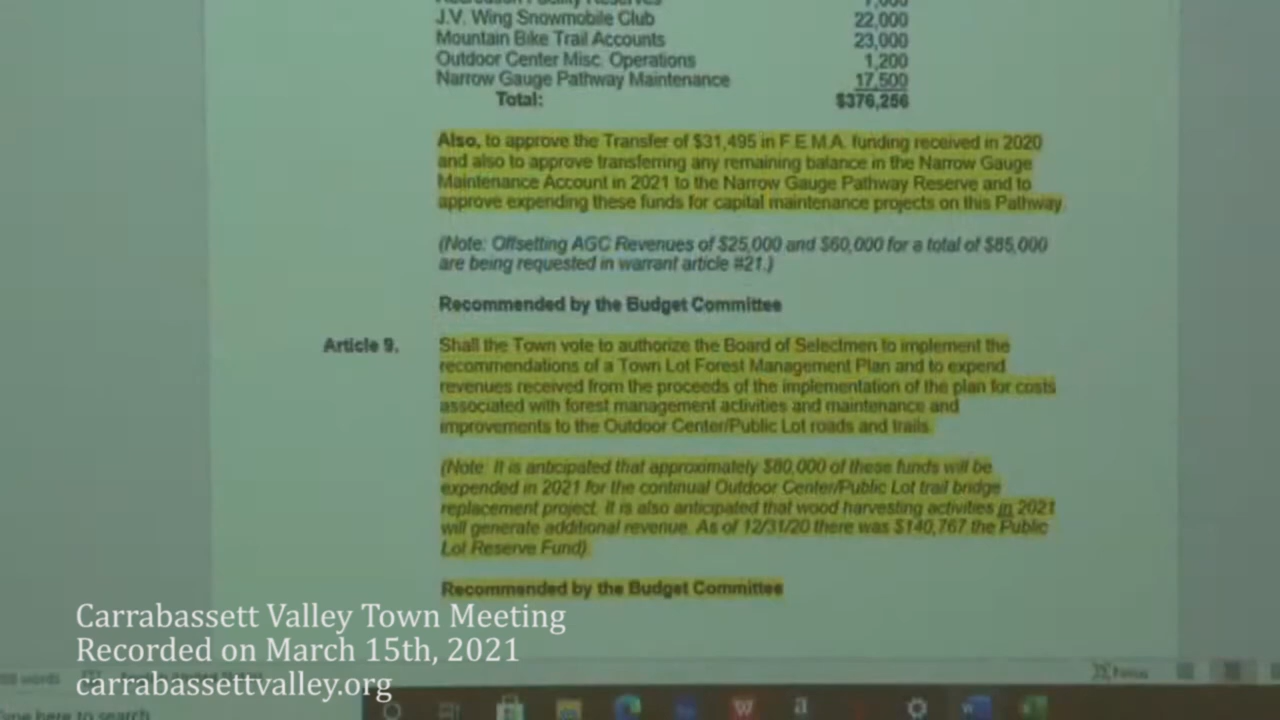 J.V. Wing Snowmobile Club 22,000
Mountain Bike Trail Accounts 23,000
Outdoor Center Misc. Operations 1,200
Narrow Gauge Pathway Maintenance 17,500
Total: $376,256
Also, to approve the Transfer of $31,495 in F.E.M.A. funding received in 2020
and also to approve transferring any remaining balance in the Narrow Gauge
Maintenance Account in 2021 to the Narrow Gauge Pathway Reserve and to
approve expending these funds for capital maintenance projects on this Pathway
(Note: Offsetting AGC Revenues of $25,000 and $60,000 for a total of $85,000
are being requested in warrant article #21.)
Recommended by the Budget Committee
Article 9. Shall the Town vote to authorize the Board of Selectmen to implement the
recommendations of a Town Lot Forest Management Plan and to expend
revenues received from the proceeds of the implementation of the plan for costs
associated with forest management activities and maintenance and
improvements to the Outdoor Center/Public Lot roads and trails.
(Note: It is anticipated that approximately $80,000 of these funds will be
expended in 2021 for the continual Outdoor Center/Public Lot trail bridge
replacement project. It is also anticipated that wood harvesting activities in 2021
will generate additional revenue. As of 12/31/20 there was $140,767 the Public
Lot Reserve Fund).
Recommended by the Budget Committee
Carrabassett Valley Town Meeting
Recorded on March 15th, 2021
carrabassettvalley.org
words
Focus
here to search